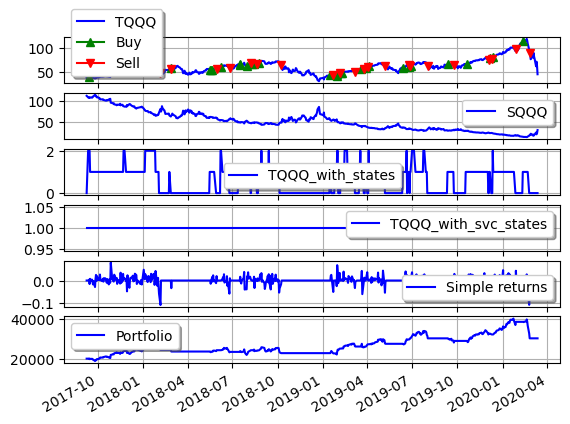 TQQQ
Buy
Sell
100
50
SQQQ
100
50
TQQQ_with_states
2
0
TQQQ_with_svc_states
1.05
1.00
0.95
Simple returns
0.0
−0.1
Portfolio
40000
20000
2017-10 2018-01 2018-04 2018-07 2018-10 2019-01 2019-04 2019-07 2019-10 2020-01 2020-04